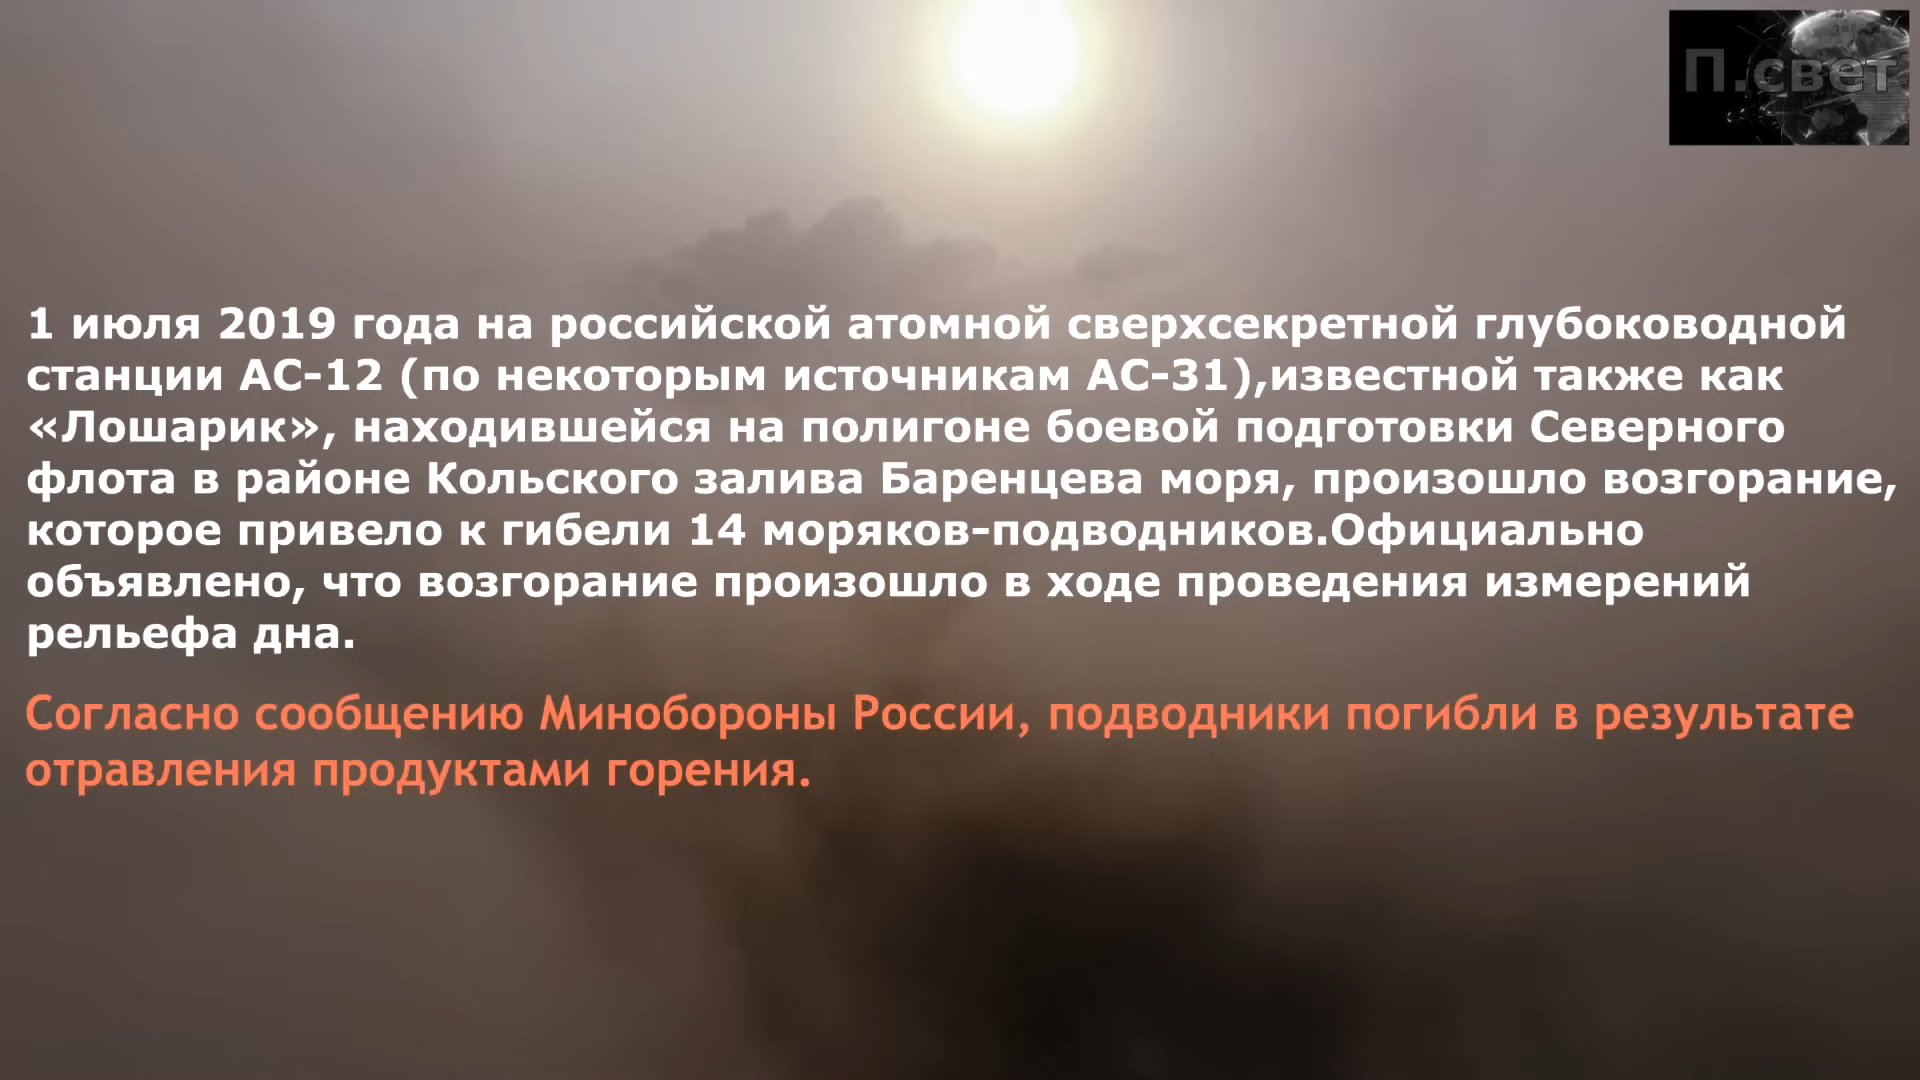 П.свет
1 июля 2019 года на российской атомной сверхсекретной глубоководной
станции АС-12 (по некоторым источникам АС-31),известной также как
«Лошарик», находившейся на полигоне боевой подготовки Северного
флота в районе Кольского залива Баренцева моря, произошло возгорание,
которое привело к гибели 14 моряков-подводников.Официально
объявлено, что возгорание произошло в ходе проведения измерений
рельефа дна.
Согласно сообщению Минобороны России, подводники погибли в результате
отравления продуктами горения.